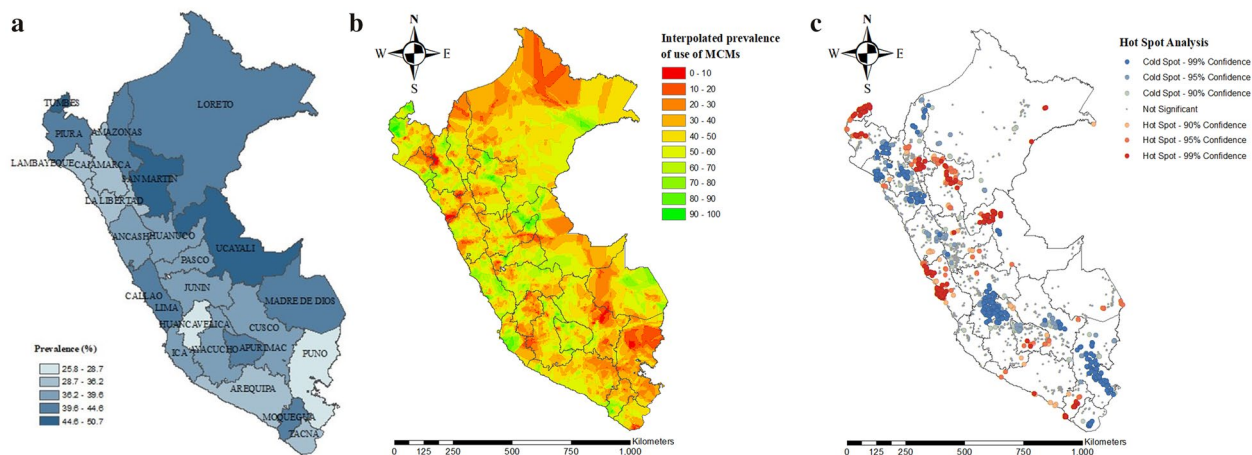 a
TUMBES
LORETO
PIURA
AMAZONAS
LAMBAYEQUE
CAJAMARCA
SAN MARTIN
LA LIBERTAD
ANCASH
HUANUCO
UCAYALI
PASCO
JUNIN
CALLAO
LIMA
MADRE DE DIOS
HUANCAVELICA
CUSCO
ICA
AYACUCHO
APURIMAC
PUNO
AREQUIPA
MOQUEGUA
TACNA
Prevalence (%)
25.8 - 28.7
28.7 - 36.2
36.2 - 39.6
39.6 - 44.6
44.6 - 50.7
b
N
W E
S
Interpolated prevalence
of use of MCMs
0 - 10
10 - 20
20 - 30
30 - 40
40 - 50
50 - 60
60 - 70
70 - 80
80 - 90
90 - 100
Kilometers
0 125 250 500 750 1.000
c
N
W E
S
Hot Spot Analysis
Cold Spot - 99% Confidence
Cold Spot - 95% Confidence
Cold Spot - 90% Confidence
Not Significant
Hot Spot - 90% Confidence
Hot Spot - 95% Confidence
Hot Spot - 99% Confidence
Kilometers
0 125 250 500 750 1.000